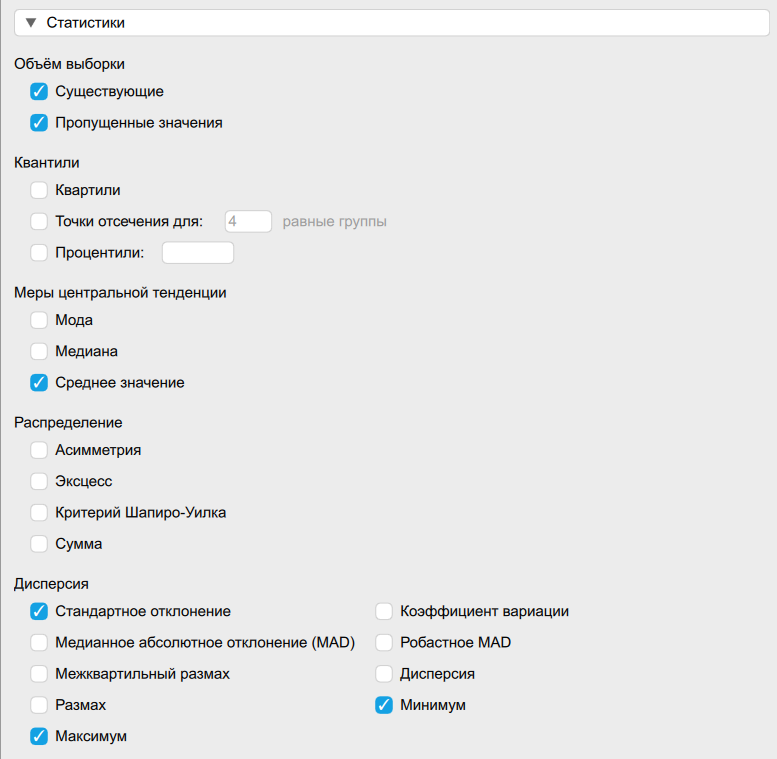 Статистики
Объём выборки
Существующие
Пропущенные значения
Квантили
Квартили
Точки отсечения для: 4 равные группы
Процентили:
Меры центральной тенденции
Мода
Медиана
Среднее значение
Распределение
Асимметрия
Эксцесс
Критерий Шапиро-Уилка
Сумма
Дисперсия
Стандартное отклонение Коэффициент вариации
Медианное абсолютное отклонение (MAD) Робастное MAD
Межквартильный размах Дисперсия
Размах Минимум
Максимум